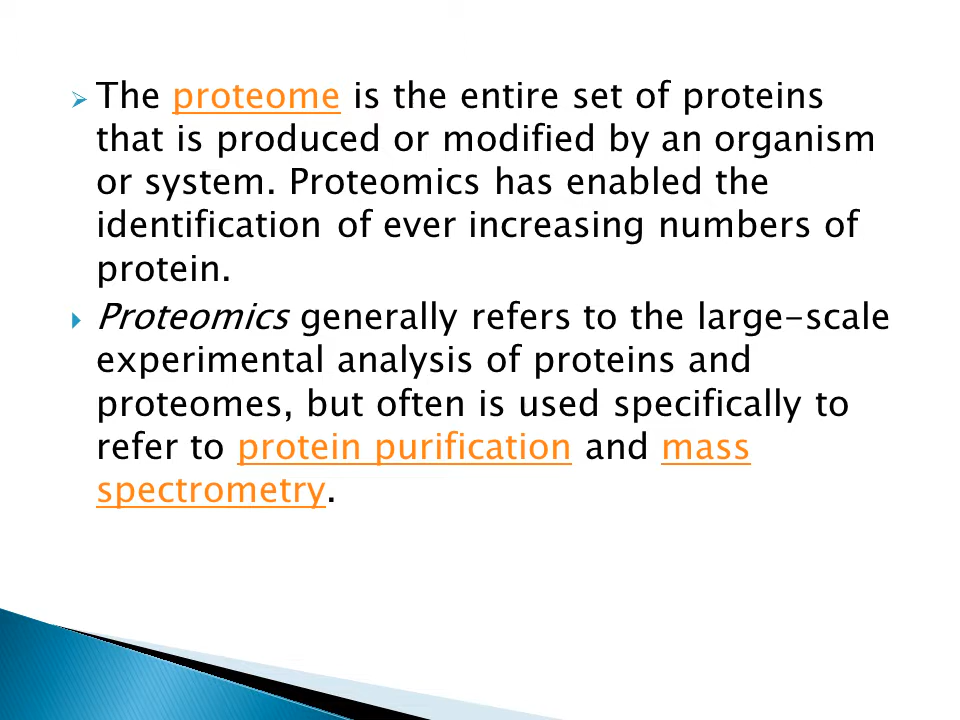 The proteome is the entire set of proteins
that is produced or modified by an organism
or system. Proteomics has enabled the
identification of ever increasing numbers of
protein.
Proteomics generally refers to the large-scale
experimental analysis of proteins and
proteomes, but often is used specifically to
refer to protein purification and mass
spectrometry.